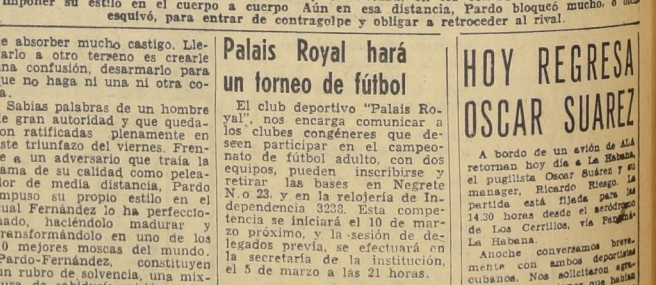 imponer su estilo en el cuerpo a cuerpo Aún en esa distancia, Pardo bloqueó mucho, o bien
esquivó, para entrar de contragolpe y obligar a retroceder al rival.
e absorber mucho castigo. Lle-
arlo a otro terreno es crearle
una confusión, desarmarlo para
que no haga ni una ni otra co-
a.
Sabias palabras de un hombre
de gran autoridad y que queda-
on ratificadas plenamente en
este triunfazo del viernes. Fren-
te a un adversario que traía la
ama de su calidad como pelea-
dor de media distancia, Pardo
impuso su propio estilo en el
cual Fernández lo ha perfeccio-
nado, haciéndolo madurar y
transformándolo en uno de los
10 mejores moscas del mundo.
Pardo-Fernández, constituyen
un rubro de solvencia, una mix-
Palais Royal hará
un torneo de fútbol
El club deportivo "Palais Ro-
yal", nos encarga comunicar a
los clubes congéneres que de-
seen participar en el campeo-
nato de fútbol adulto, con dos
equipos, pueden inscribirse y
retirar las bases en Negrete
N.o 23, y en la relojería de In-
dependencia 3238. Esta compe-
tencia se iniciará el 10 de mar-
zo próximo, y la sesión de de-
legados previa, se efectuará en
la secretaría de la institución,
el 5 de marzo a las 21 horas.
HOY REGRESA
OSCAR SUAREZ
A bordo de un avión de ALA
retornan hoy día a La Habana,
el pugilista Oscar Suárez y su
manager, Ricardo Riesgo. La
partida está fijada para las
14.30 horas desde el aeródromo
de Los Cerrillos, vía Panamá-
La Habana.
Anoche conversamos breve-
mente con ambos deportistas
cubanos. Nos solicitaron agra-